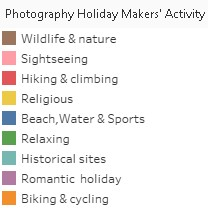 Photography Holiday Makers' Activity
Wildlife & nature
Sightseeing
Hiking & climbing
Religious
Beach,Water & Sports
Relaxing
Historical sites
Romantic holiday
Biking & cycling